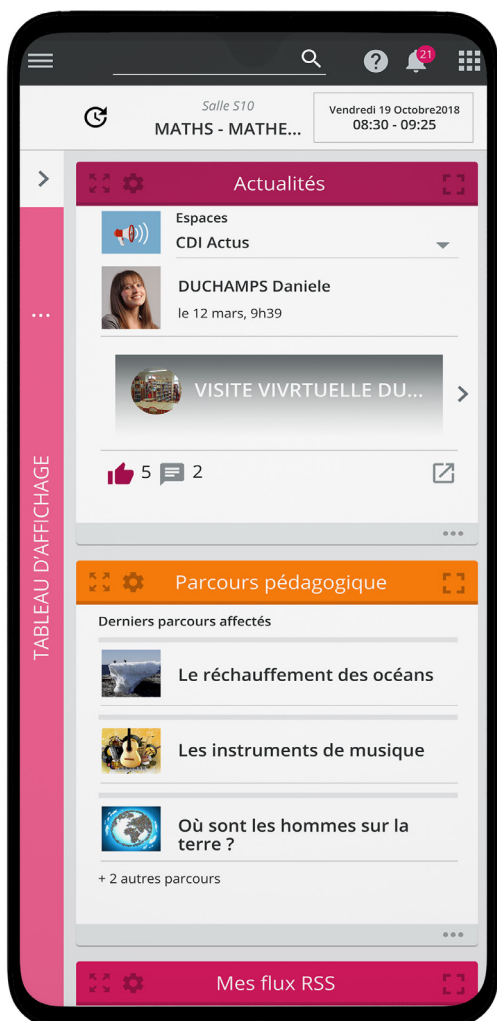 21
Salle S10
MATHS - MATHE...
Vendredi 19 Octobre2018
08:30 - 09:25
Actualités
Espaces
CDI Actus
DUCHAMPS Daniele
le 12 mars, 9h39
VISITE VIVRTUELLE DU...
5
2
TABLEAU D'AFFICHAGE
Parcours pédagogique
Derniers parcours affectés
Le réchauffement des océans
Les instruments de musique
Où sont les hommes sur la
terre ?
+ 2 autres parcours
Mes flux RSS